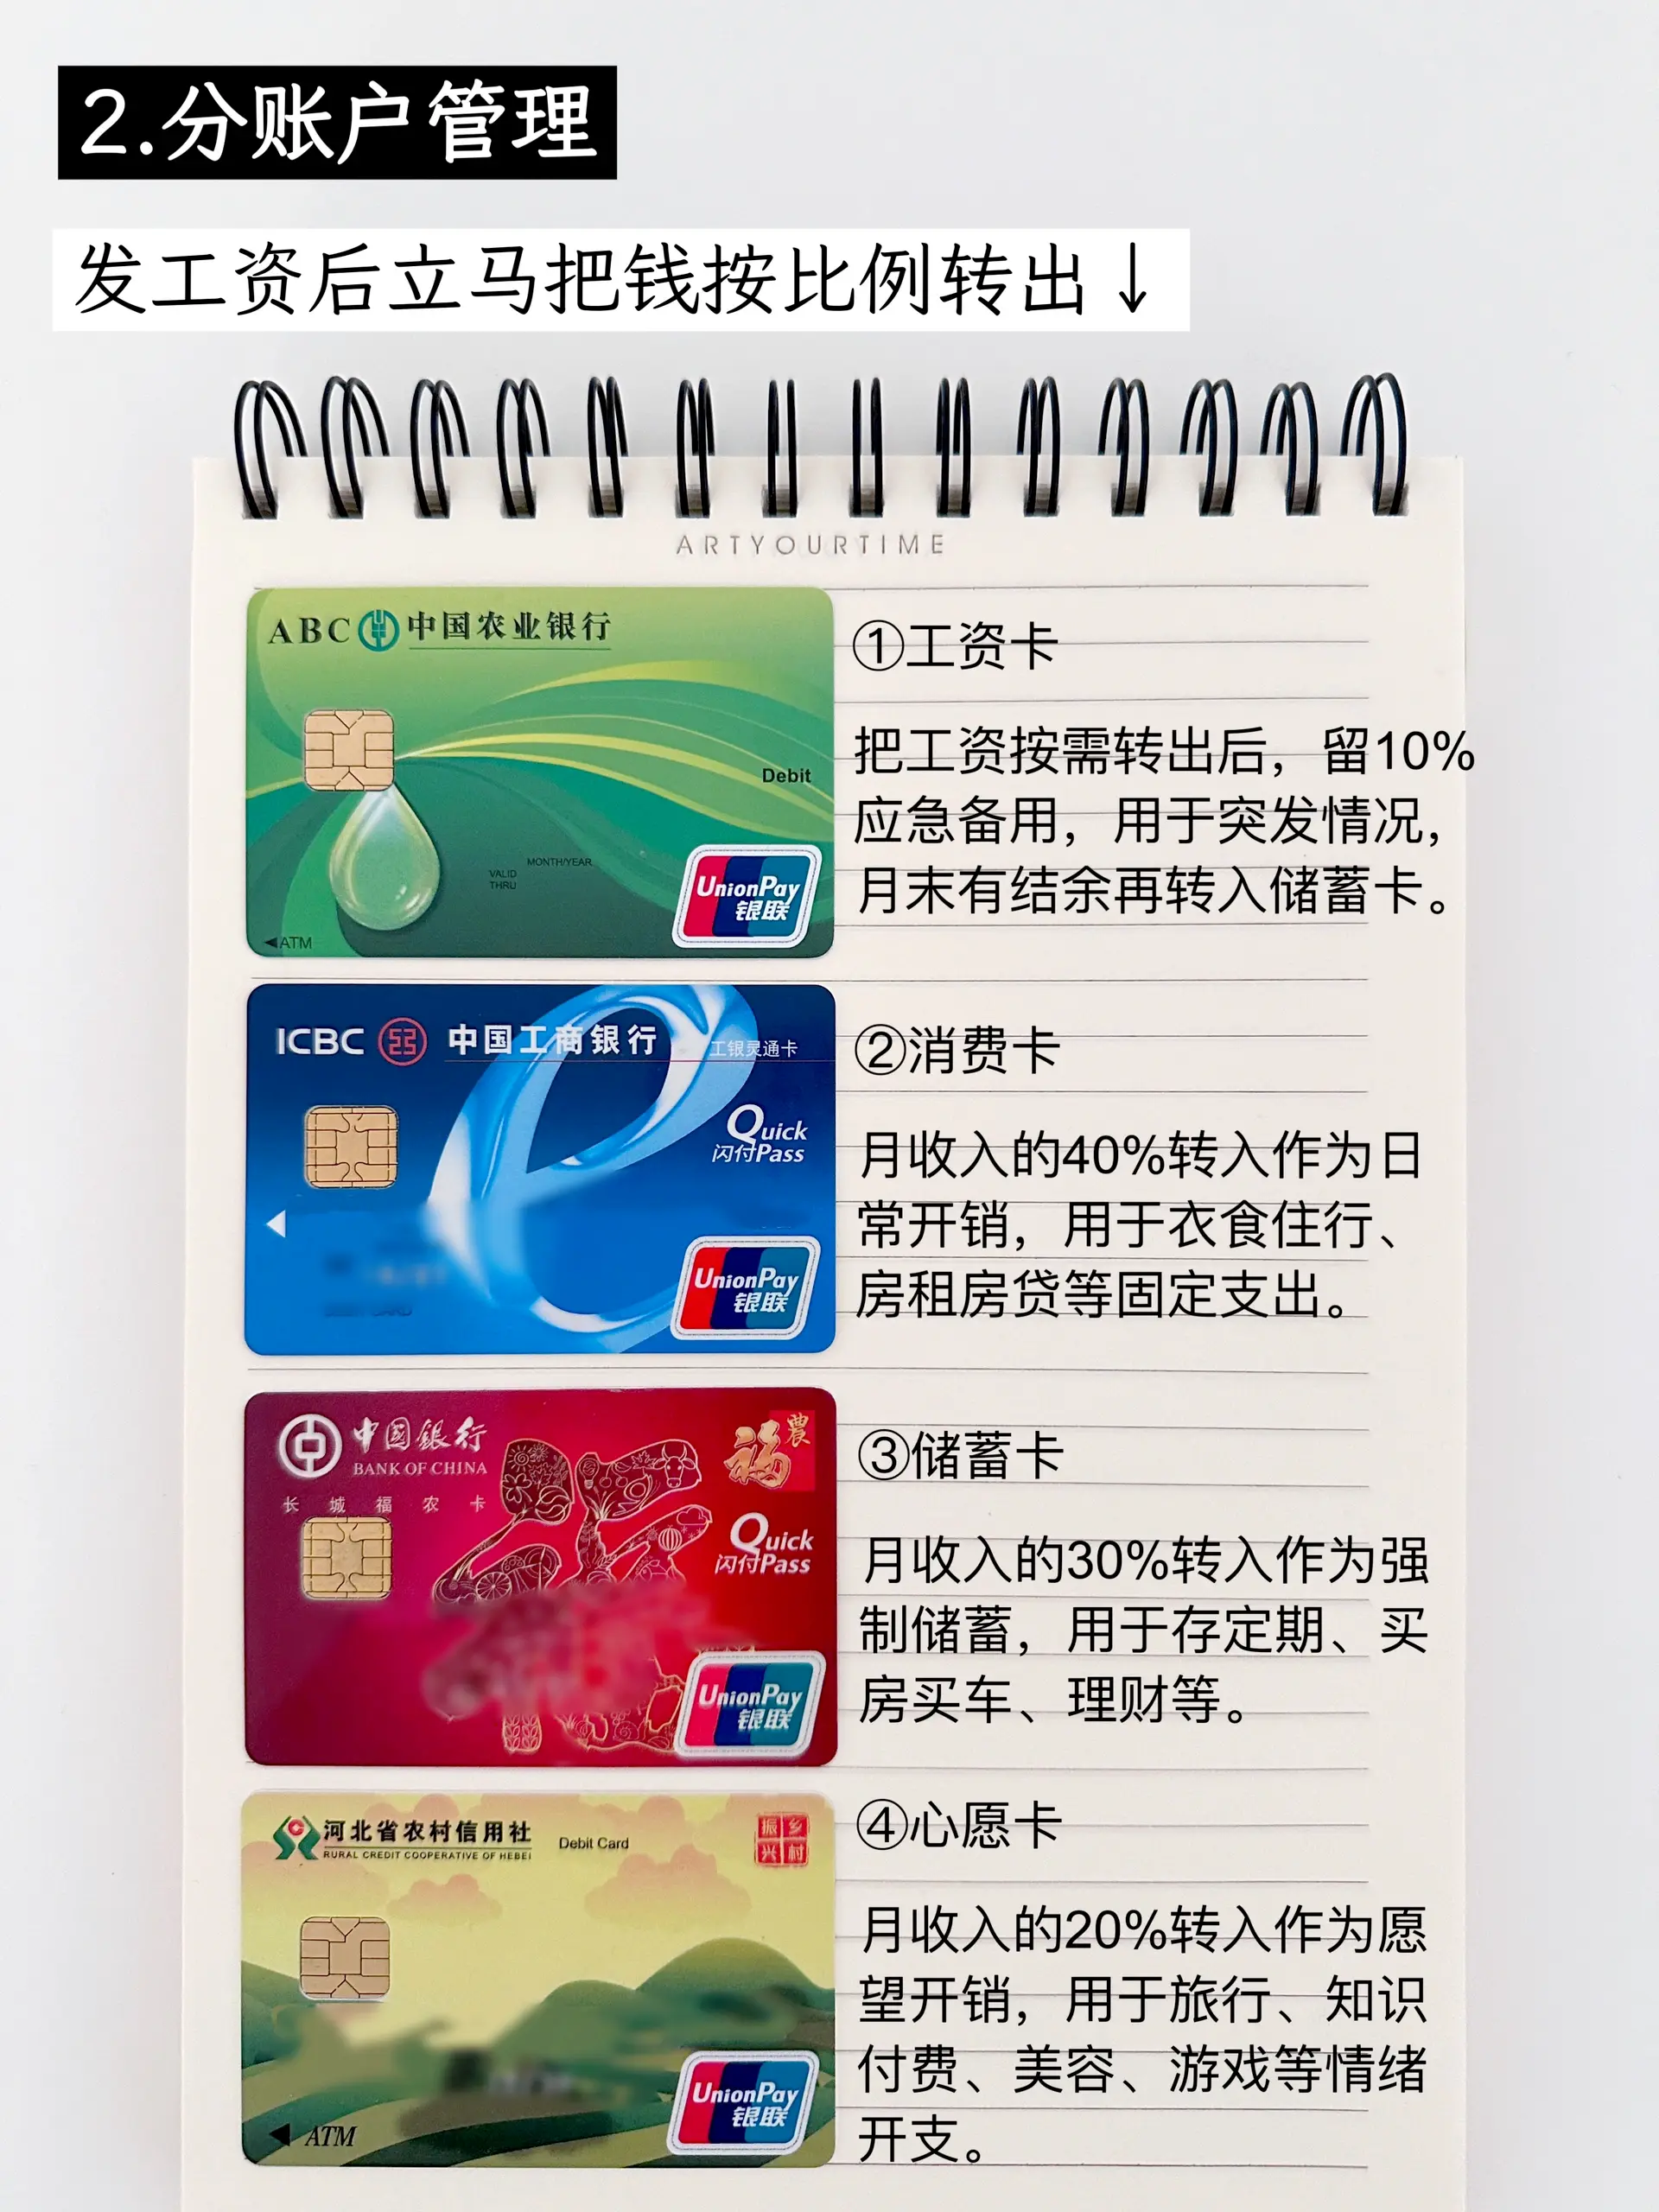 2.分账户管理
发工资后立马把钱按比例转出↓
ARTYOURTIME
ABC 中国农业银行
Debit
MONTH/YEAR
VALID
THRU
UnionPay
银联
◀ATM
①工资卡
把工资按需转出后，留10%
应急备用，用于突发情况，
月末有结余再转入储蓄卡。
ICBC 中国工商银行 工银灵通卡
Quick
闪付Pass
UnionPay
银联
②消费卡
月收入的40%转入作为日
常开销，用于衣食住行、
房租房贷等固定支出。
中国银行
BANK OF CHINA
长城福农卡
福農
Quick
闪付Pass
UnionPay
银联
③储蓄卡
月收入的30%转入作为强
制储蓄，用于存定期、买
房买车、理财等。
河北省农村信用社 Debit Card
RURAL CREDIT COOPERATIVE OF HEBEI
振乡
兴村
UnionPay
银联
◀ ATM
④心愿卡
月收入的20%转入作为愿
望开销，用于旅行、知识
付费、美容、游戏等情绪
开支。